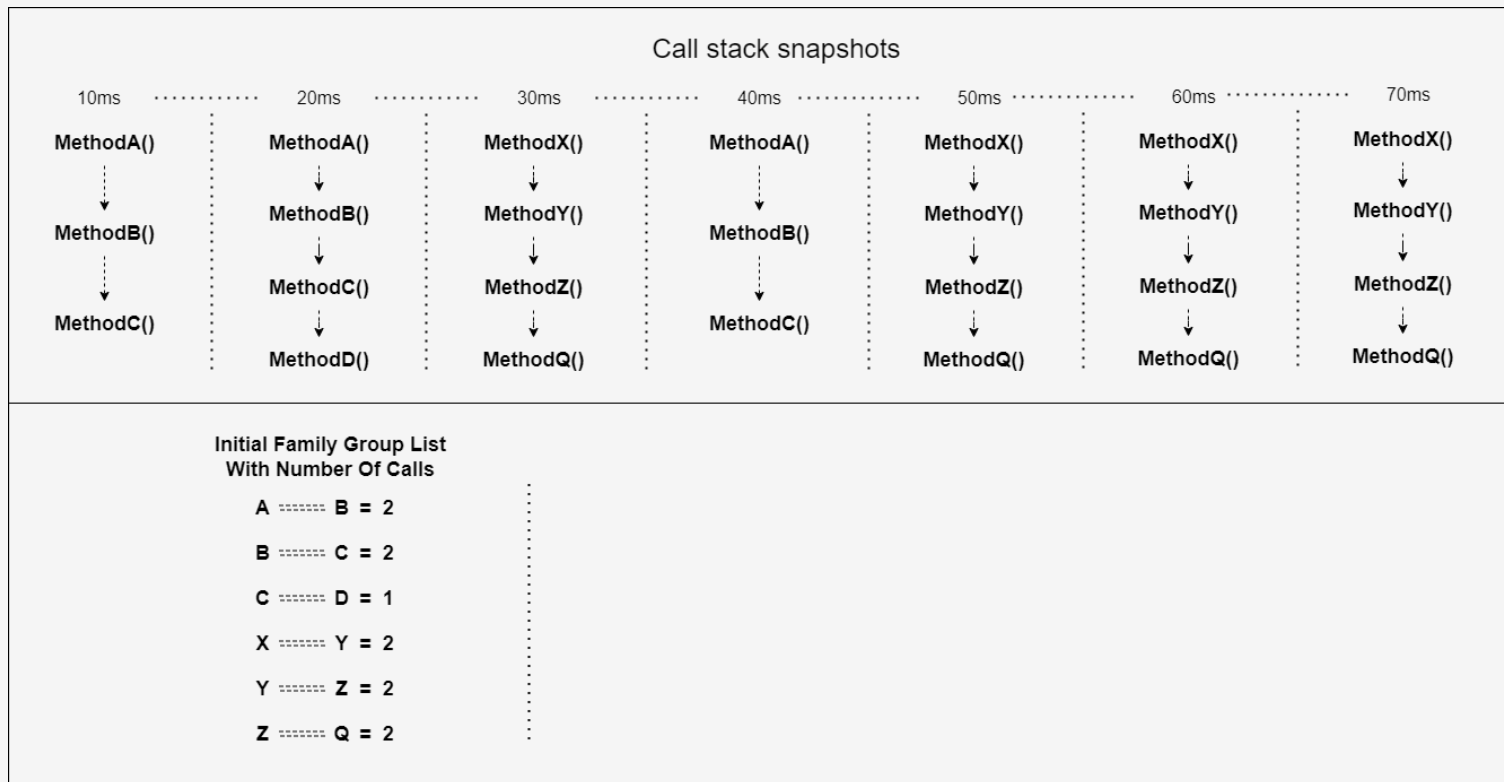 Call stack snapshots
10ms 20ms 30ms 40ms 50ms 60ms 70ms
MethodA() MethodA() MethodX() MethodA() MethodX() MethodX() MethodX()
MethodB() MethodB() MethodY() MethodB() MethodY() MethodY() MethodY()
MethodC() MethodC() MethodZ() MethodC() MethodZ() MethodZ() MethodZ()
MethodD() MethodQ() MethodQ() MethodQ() MethodQ()
Initial Family Group List
With Number Of Calls
A B = 2
B C = 2
C D = 1
X Y = 2
Y Z = 2
Z Q = 2